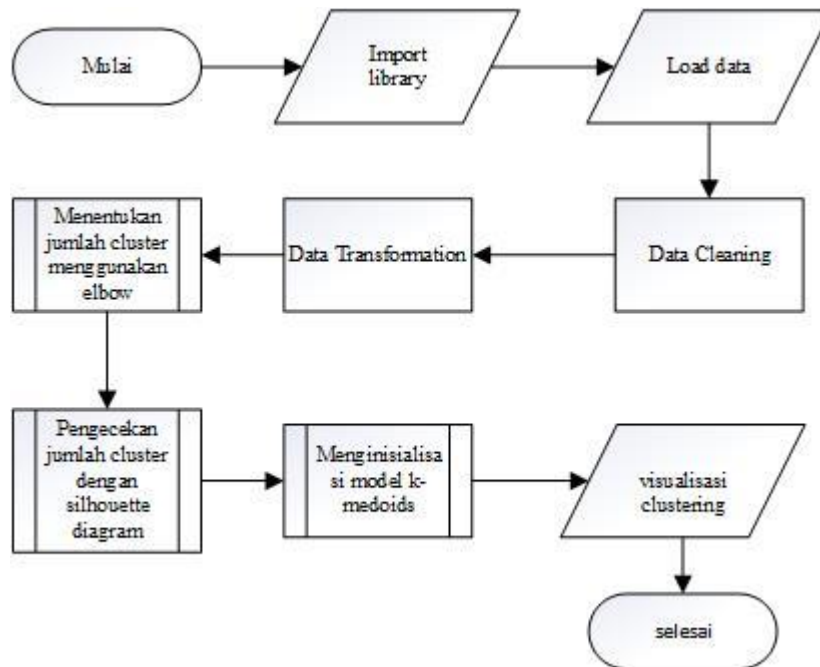 Mulai
Import
library
Load data
Data Cleaning
Data Transformation
Menentukan
jumlah cluster
menggunakan
elbow
Pengecekan
jumlah cluster
dengan
silhouette
diagram
Menginisialisa
si model k-
medoids
visualisasi
clustering
selesai